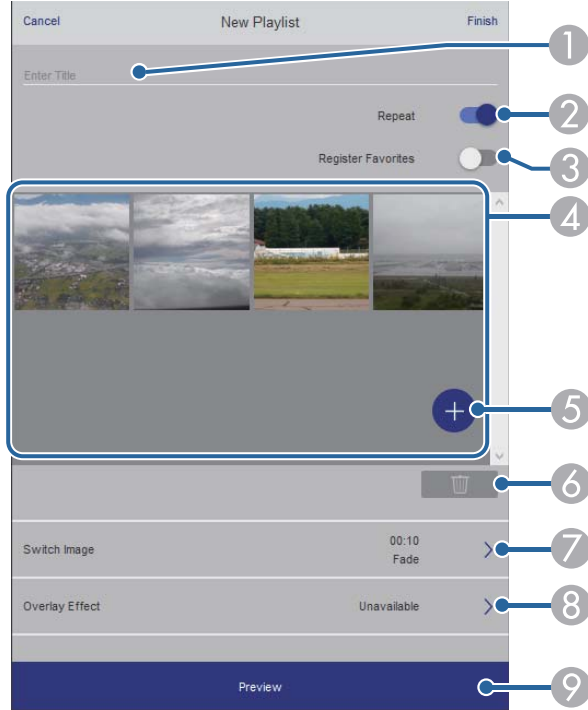 Cancel New Playlist Finish
1
Enter Title
Repeat 2
Register Favorites 3
4
5
6
Switch Image 00:10 7
Fade
Overlay Effect Unavailable 8
Preview 9